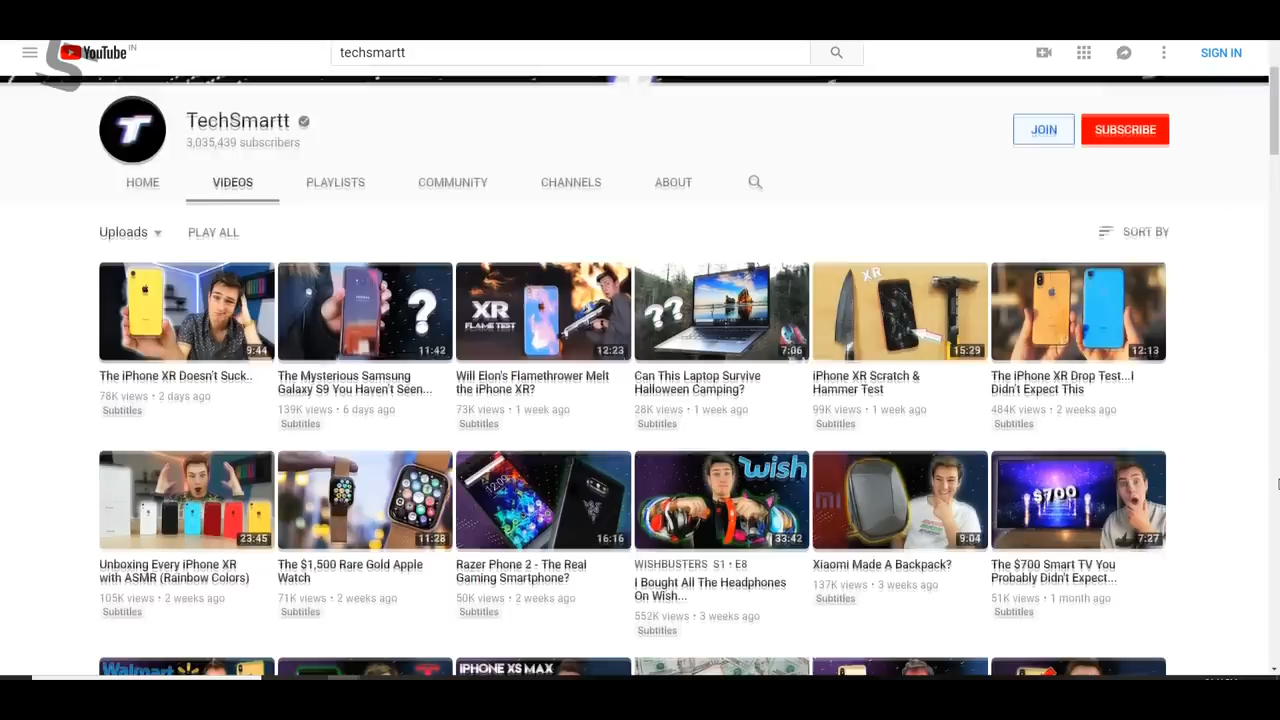 YouTube IN
techsmartt
SIGN IN
TechSmartt
3,035,439 subscribers
JOIN
SUBSCRIBE
HOME
VIDEOS
PLAYLISTS
COMMUNITY
CHANNELS
ABOUT
Uploads
PLAY ALL
SORT BY
9:44
?
11:42
XR
FLAME TEST
12:23
??
7:06
XR
15:29
12:13
The iPhone XR Doesn't Suck..
78K views • 2 days ago
Subtitles
The Mysterious Samsung
Galaxy S9 You Haven't Seen...
139K views • 6 days ago
Subtitles
Will Elon's Flamethrower Melt
the iPhone XR?
73K views • 1 week ago
Subtitles
Can This Laptop Survive
Halloween Camping?
28K views • 1 week ago
Subtitles
iPhone XR Scratch &
Hammer Test
99K views • 1 week ago
Subtitles
The iPhone XR Drop Test...I
Didn't Expect This
484K views • 2 weeks ago
Subtitles
23:45
11:28
16:16
wish
33:42
MI
9:04
$700
7:27
Unboxing Every iPhone XR
with ASMR (Rainbow Colors)
105K views • 2 weeks ago
Subtitles
The $1,500 Rare Gold Apple
Watch
71K views • 2 weeks ago
Subtitles
Razer Phone 2 - The Real
Gaming Smartphone?
50K views • 2 weeks ago
Subtitles
WISHBUSTERS S1 • E8
I Bought All The Headphones
On Wish...
552K views • 3 weeks ago
Subtitles
Xiaomi Made A Backpack?
137K views • 3 weeks ago
Subtitles
The $700 Smart TV You
Probably Didn't Expect...
51K views • 1 month ago
Subtitles
Walmart
IPHONE XS MAX